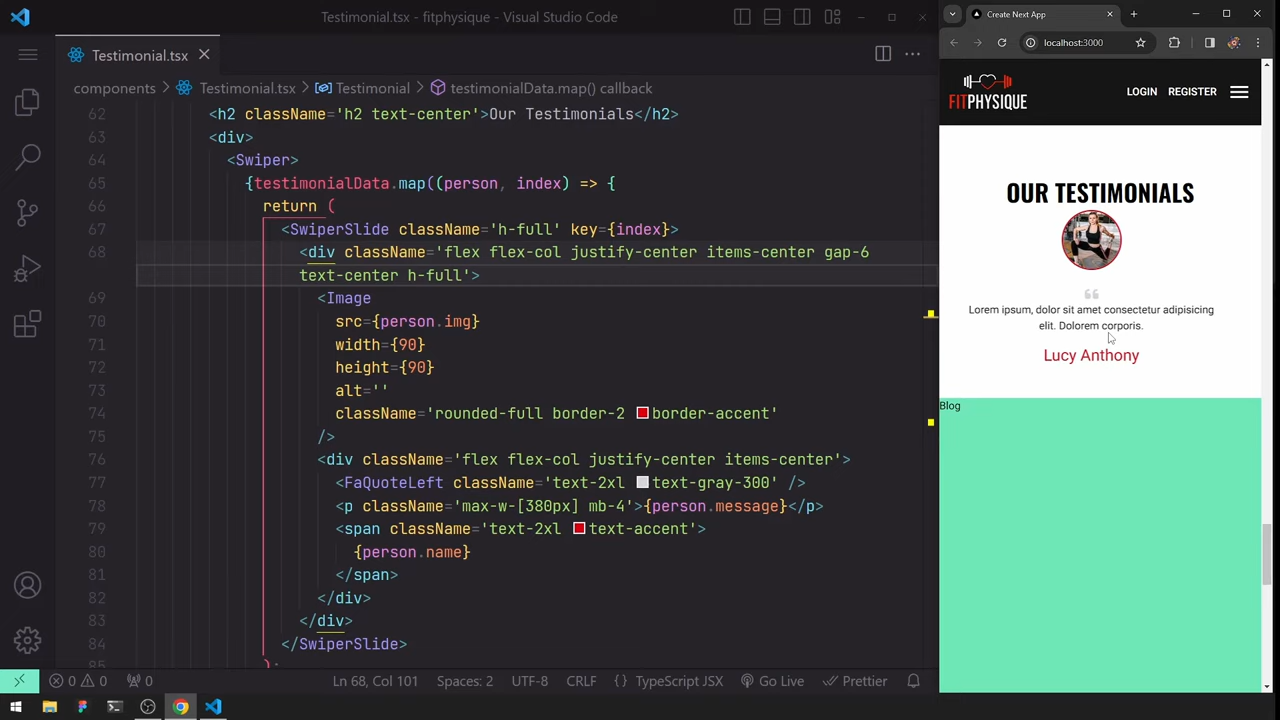 Testimonial.tsx - fitphysique - Visual Studio Code
Testimonial.tsx
components > Testimonial.tsx > Testimonial > testimonialData.map() callback
62 <h2 className='h2 text-center'>Our Testimonials</h2>
63 <div>
64 <Swiper>
65 {testimonialData.map((person, index) => {
66 return (
67 <SwiperSlide className='h-full' key={index}>
68 <div className='flex flex-col justify-center items-center gap-6
text-center h-full'>
69 <Image
70 src={person.img}
71 width={90}
72 height={90}
73 alt=''
74 className='rounded-full border-2 border-accent'
75 />
76 <div className='flex flex-col justify-center items-center'>
77 <FaQuoteLeft className='text-2xl text-gray-300' />
78 <p className='max-w-[380px] mb-4'>{person.message}</p>
79 <span className='text-2xl text-accent'>
80 {person.name}
81 </span>
82 </div>
83 </div>
84 </SwiperSlide>
85 );
0 0 0
Ln 68, Col 101
Spaces: 2
UTF-8
CRLF
{ } TypeScript JSX
Go Live
Prettier
Create Next App
localhost:3000
FITPHYSIQUE
LOGIN REGISTER
OUR TESTIMONIALS
Lorem ipsum, dolor sit amet consectetur adipisicing
elit. Dolorem corporis.
Lucy Anthony
Blog